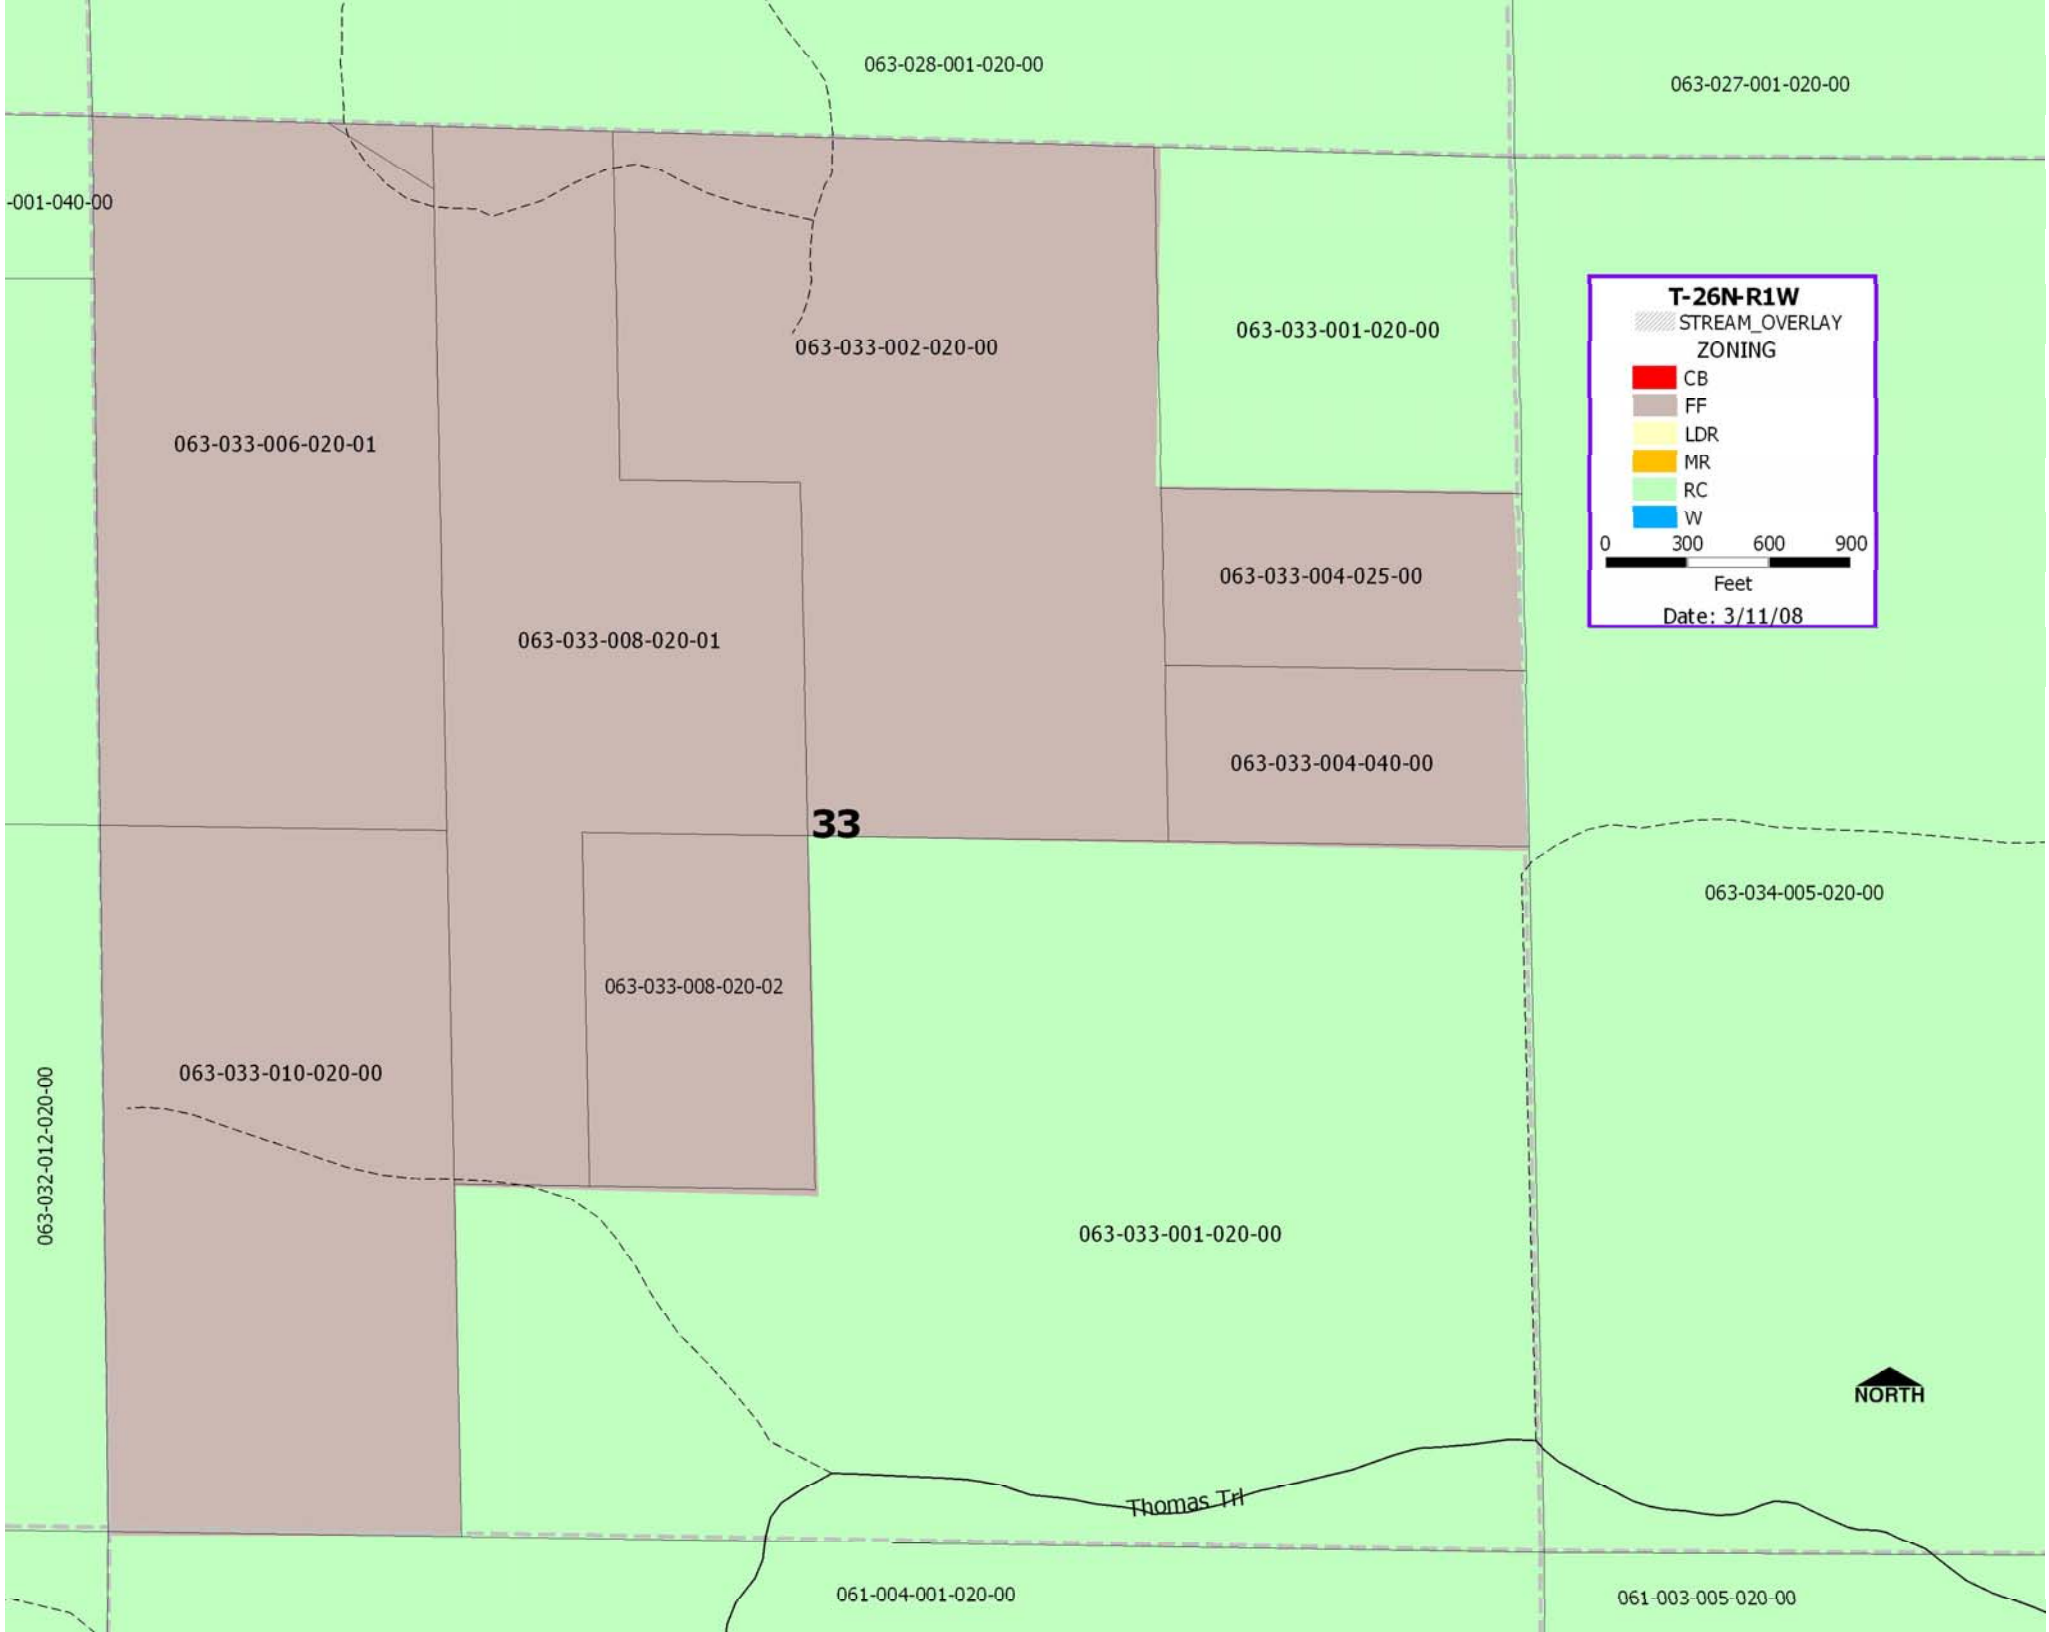 063-028-001-020-00
063-027-001-020-00
-001-040-00
T-26N-R1W
STREAM_OVERLAY
ZONING
CB
FF
LDR
MR
RC
W
0 300 600 900
Feet
Date: 3/11/08
063-033-001-020-00
063-033-002-020-00
063-033-006-020-01
063-033-004-025-00
063-033-008-020-01
063-033-004-040-00
33
063-034-005-020-00
063-033-008-020-02
063-033-010-020-00
063-032-012-020-00
063-033-001-020-00
NORTH
Thomas Trl
061-004-001-020-00
061-003-005-020-00